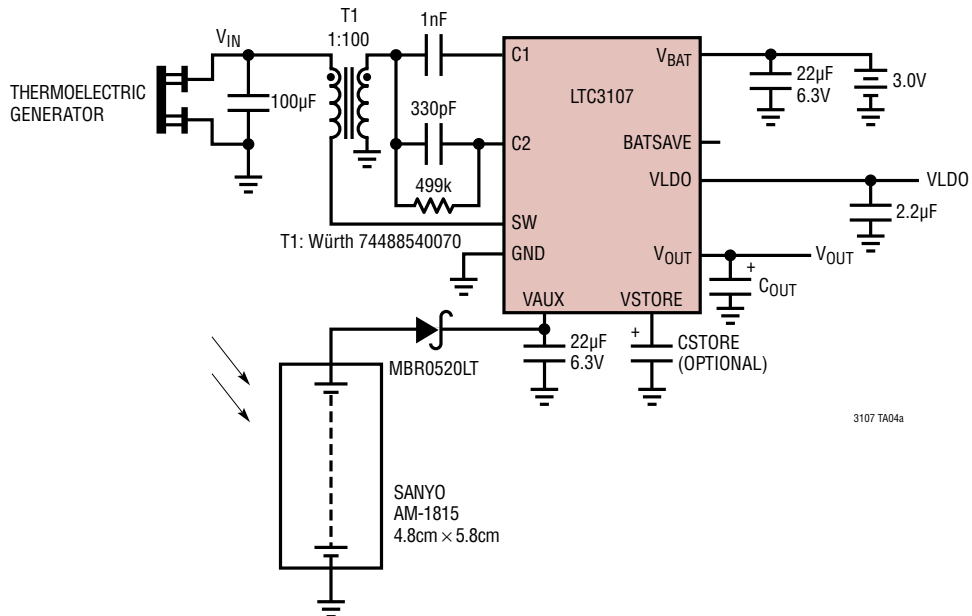 T1
1:100
1nF
V_IN
THERMOELECTRIC
GENERATOR
100µF
330pF
499k
T1: Würth 74488540070
C1
C2
SW
GND
VAUX
VSTORE
LTC3107
V_BAT
BATSAVE
VLDO
V_OUT
22µF
6.3V
3.0V
VLDO
2.2µF
V_OUT
+
C_OUT
MBR0520LT
22µF
6.3V
+
CSTORE
(OPTIONAL)
SANYO
AM-1815
4.8cm × 5.8cm
3107 TA04a